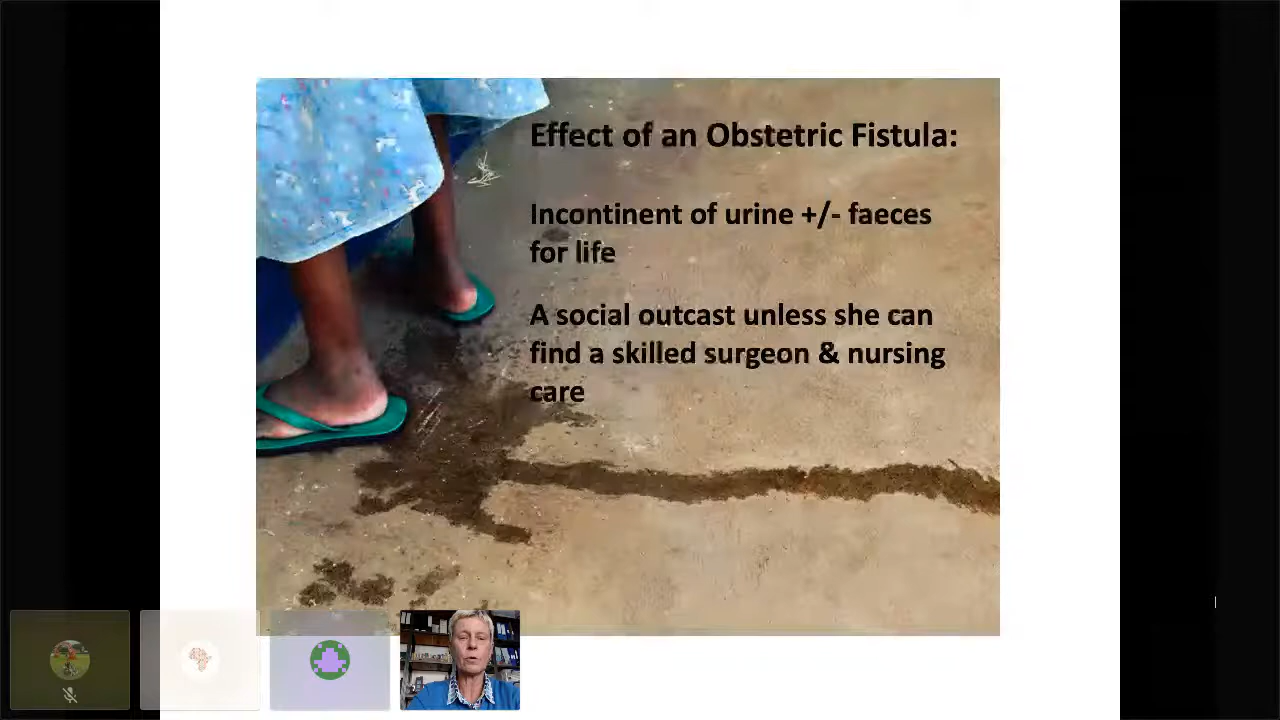 Effect of an Obstetric Fistula:
Incontinent of urine +/- faeces
for life
A social outcast unless she can
find a skilled surgeon & nursing
care